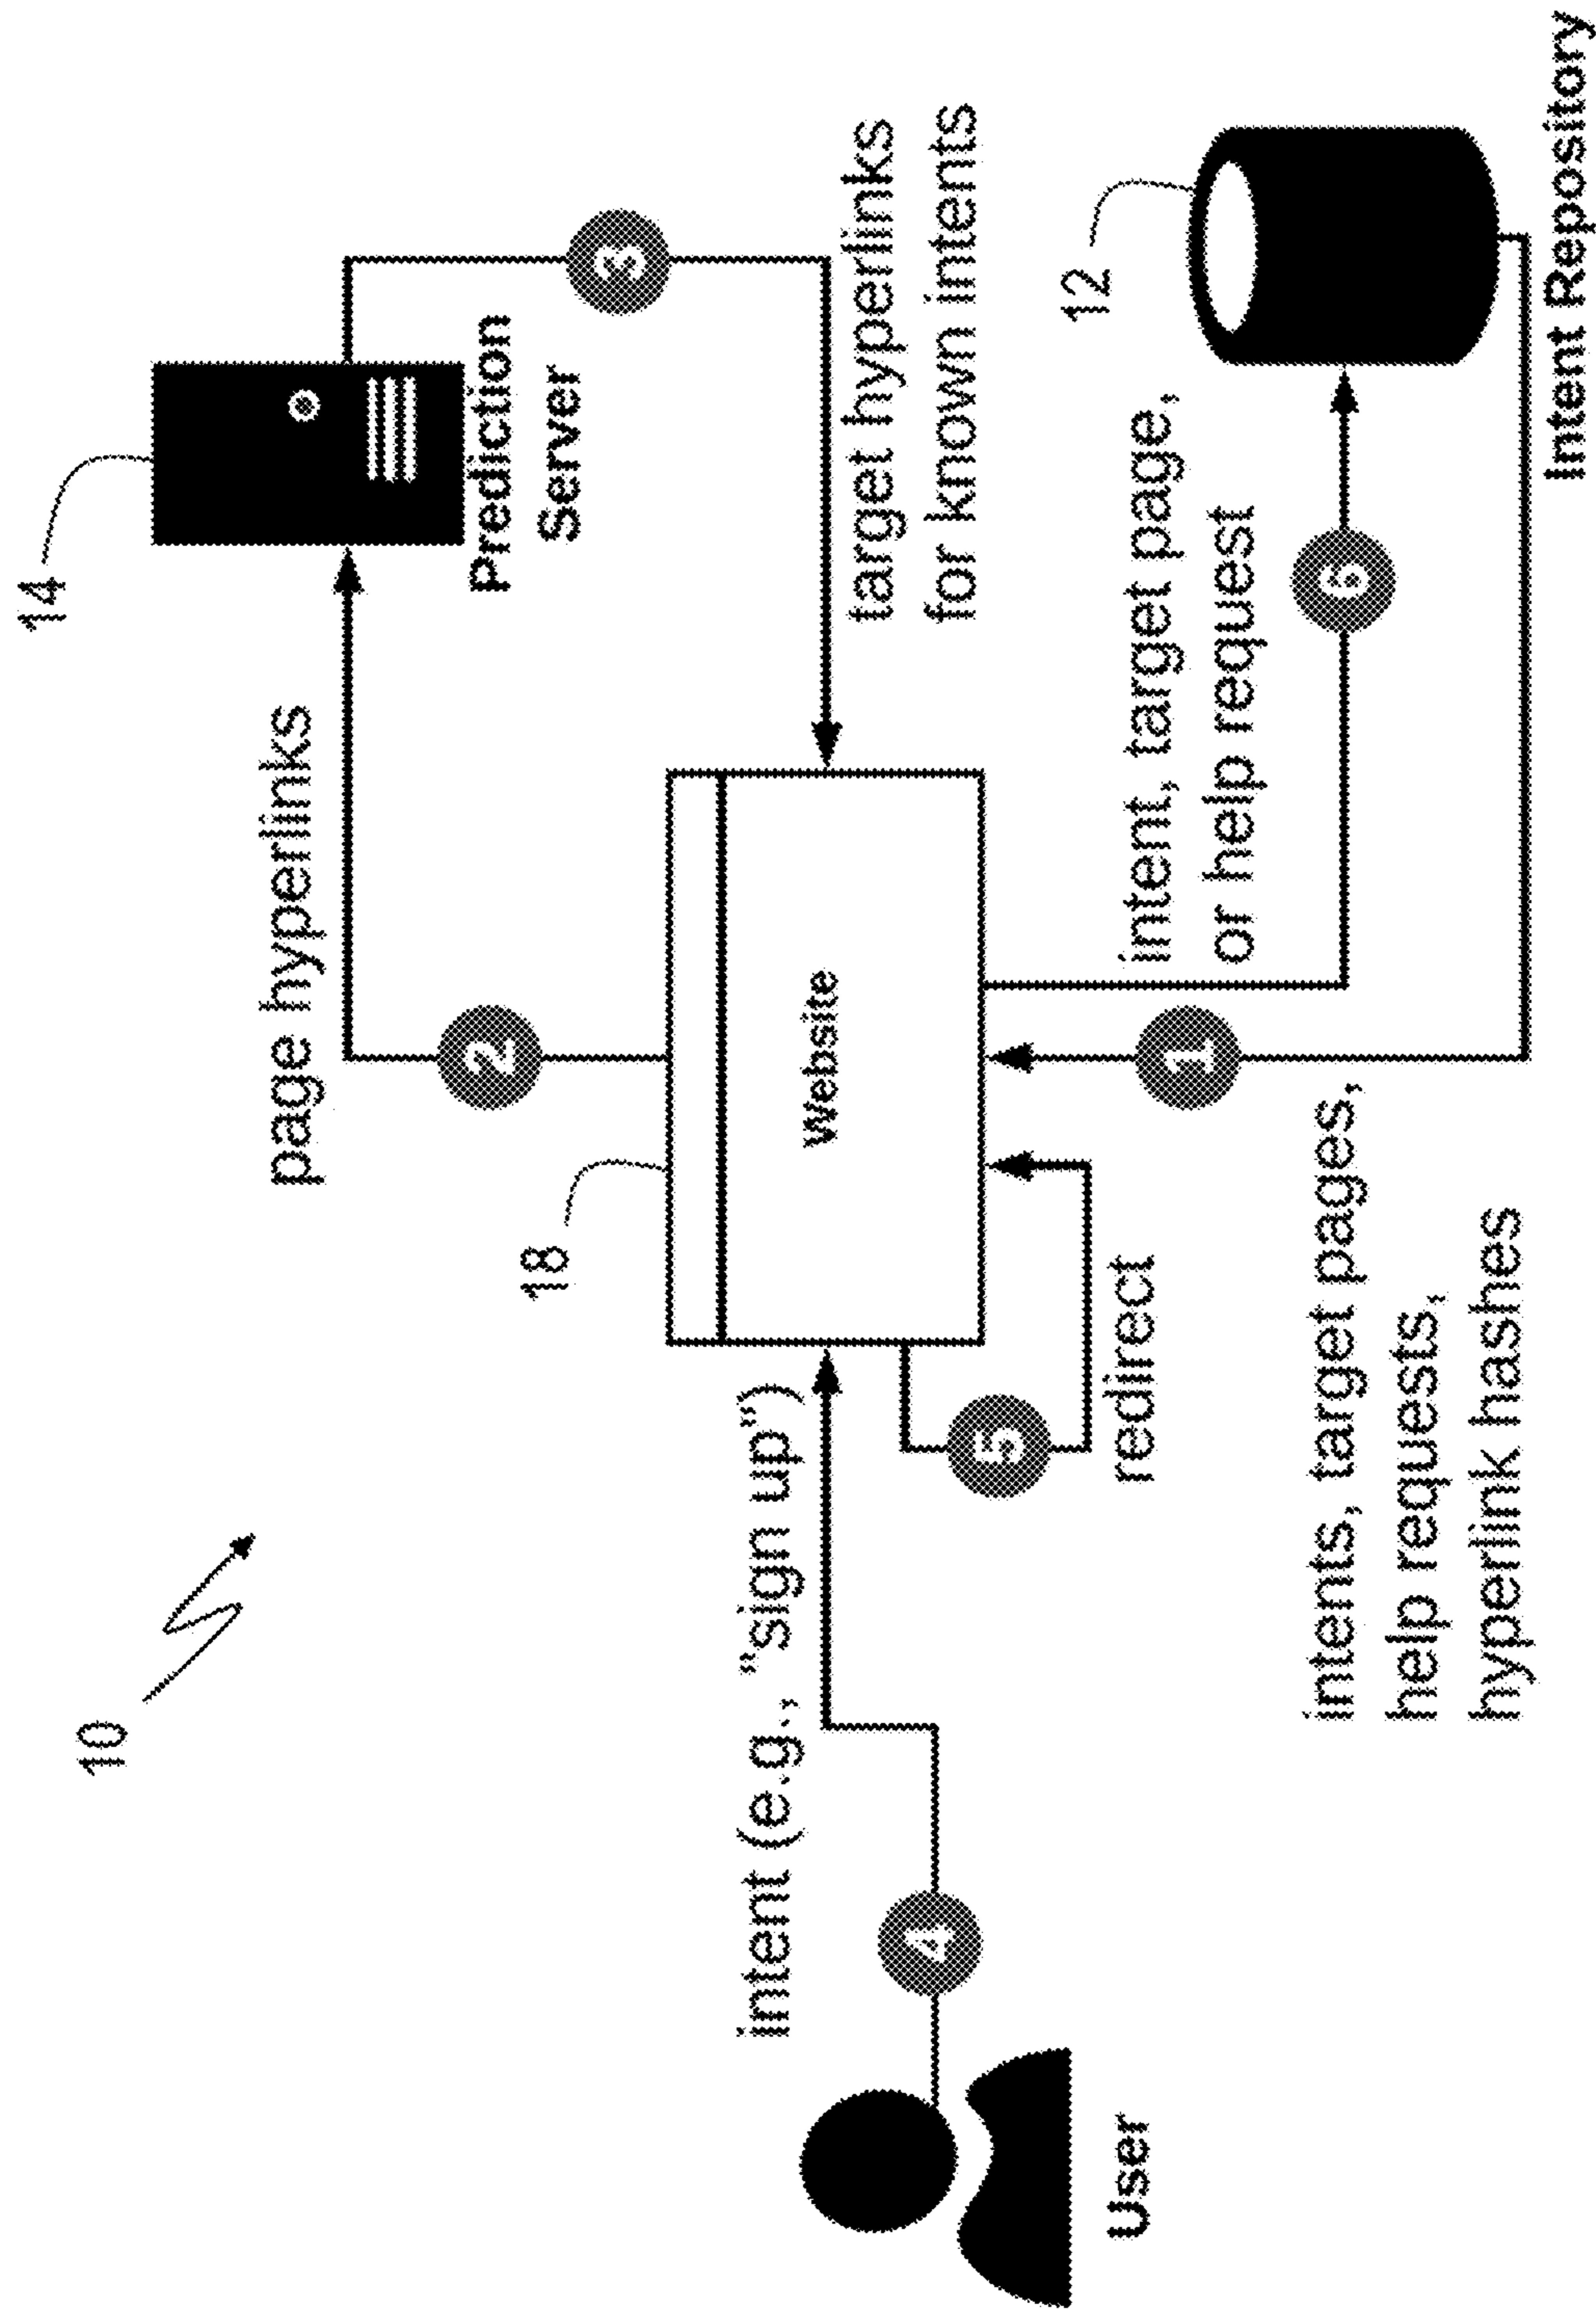 10
14
page hyperlinks
2
Prediction
Server
3
18
Website
target hyperlinks
for known intents
intent (e.g., "sign up")
4
User
5
redirect
1
intents, target pages,
help requests,
hyperlink hashes
intent, target page,
or help request
6
12
Intent Repository